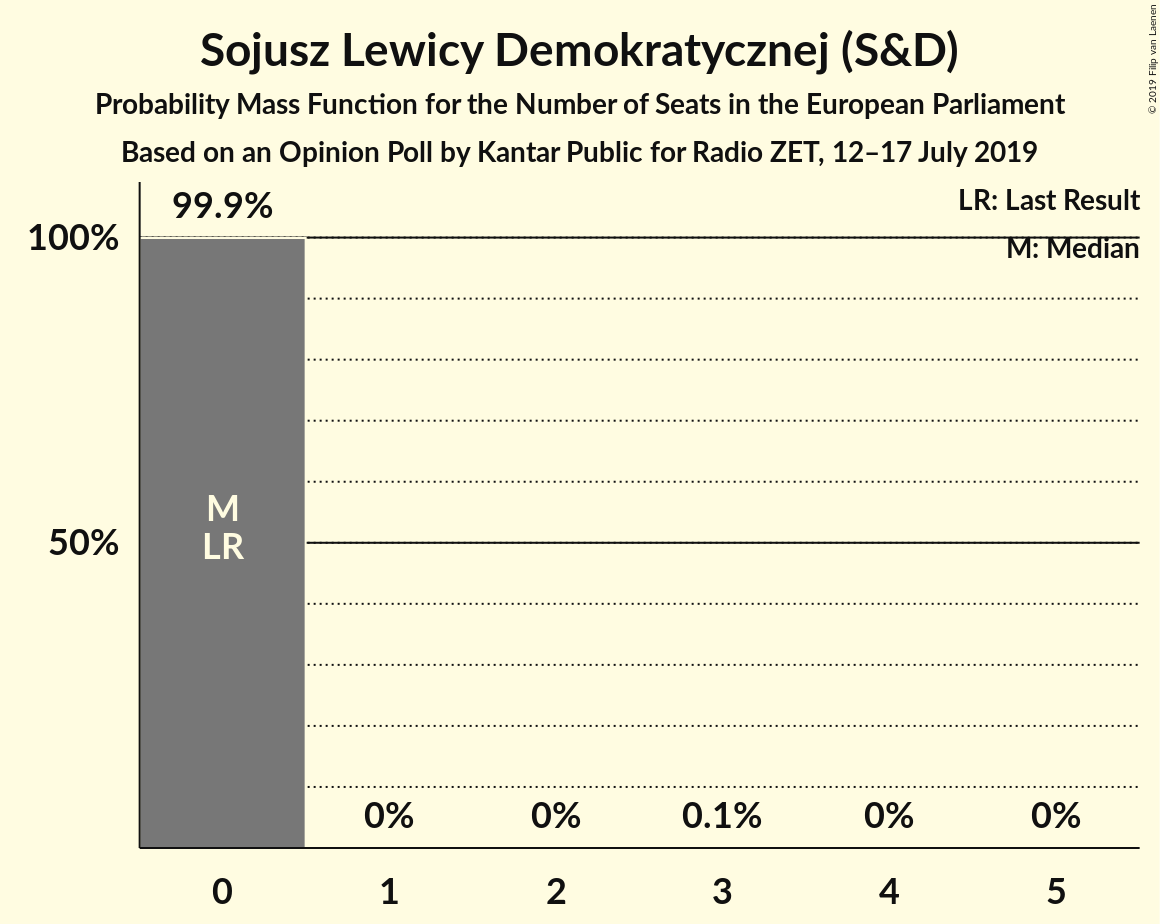 Sojusz Lewicy Demokratycznej (S&D)
Probability Mass Function for the Number of Seats in the European Parliament
Based on an Opinion Poll by Kantar Public for Radio ZET, 12–17 July 2019
© 2019 Filip van Laenen
LR: Last Result
M: Median
99.9%
100%
M
LR
50%
0% 0% 0.1% 0% 0%
0 1 2 3 4 5